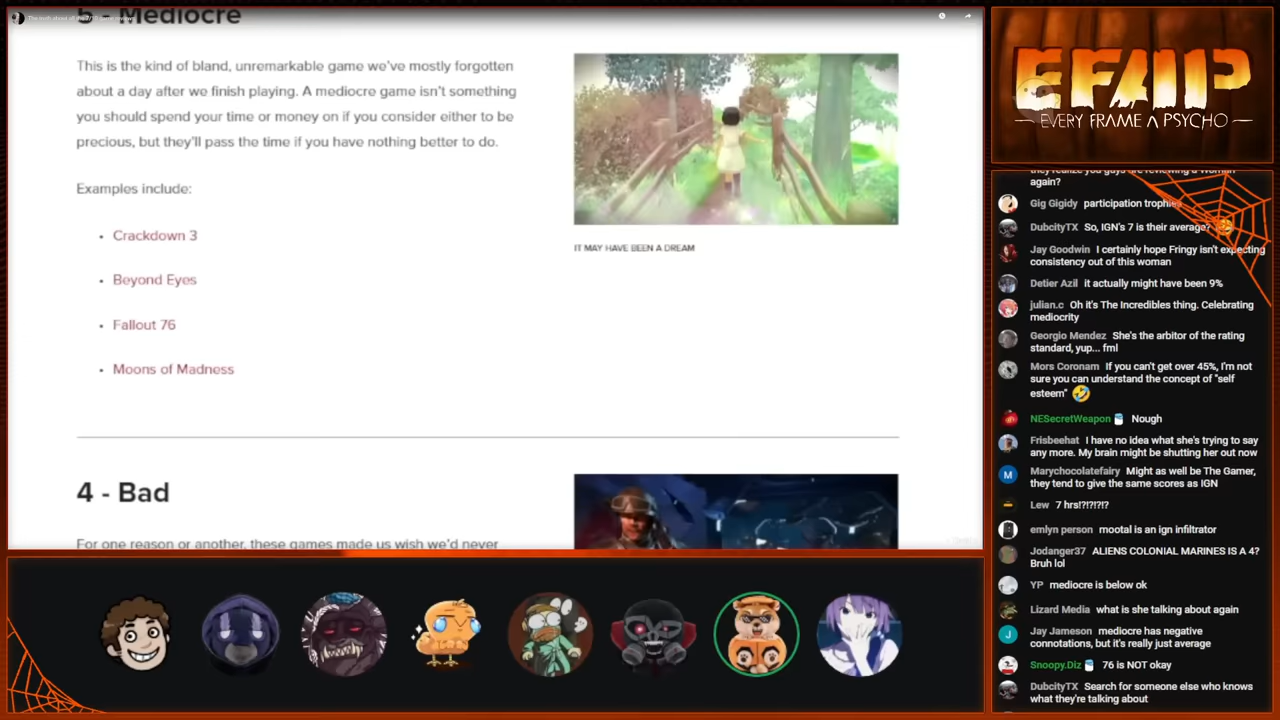 5 - Mediocre
This is the kind of bland, unremarkable game we've mostly forgotten
about a day after we finish playing. A mediocre game isn't something
you should spend your time or money on if you consider either to be
precious, but they'll pass the time if you have nothing better to do.
Examples include:
• Crackdown 3
• Beyond Eyes
• Fallout 76
• Moons of Madness
IT MAY HAVE BEEN A DREAM
4 - Bad
For one reason or another, these games made us wish we'd never
EFAP
EVERY FRAME A PSYCHO
they realize you guys are reviewing a woman
again?
Gig Gigidy participation trophies
DubcityTX So, IGN's 7 is their average?
Jay Goodwin I certainly hope Fringy isn't expecting
consistency out of this woman
Detier Azil it actually might have been 9%
julian.c Oh it's The Incredibles thing. Celebrating
mediocrity
Georgio Mendez She's the arbitor of the rating
standard, yup... fml
Mors Coronam If you can't get over 45%, I'm not
sure you can understand the concept of "self
esteem" 🤣
NESecretWeapon Nough
Frisbeehat I have no idea what she's trying to say
any more. My brain might be shutting her out now
M
Marychocolatefairy Might as well be The Gamer,
they tend to give the same scores as IGN
Lew 7 hrs!?!?!?!?
emlyn person mootal is an ign infiltrator
Jodanger37 ALIENS COLONIAL MARINES IS A 4?
Bruh lol
YP mediocre is below ok
Lizard Media what is she talking about again
J
Jay Jameson mediocre has negative
connotations, but it's really just average
Snoopy.Diz 76 is NOT okay
DubcityTX Search for someone else who knows
what they're talking about